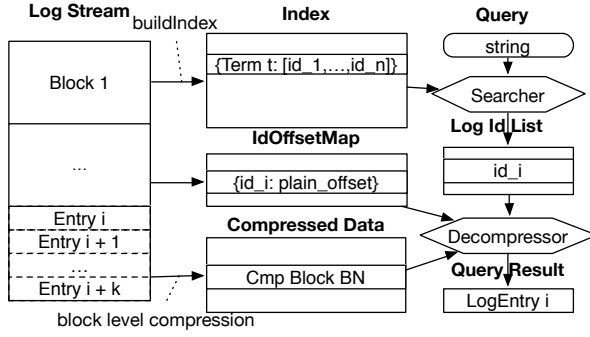 Log Stream
Index
Query
buildIndex
string
Block 1
{Term t: [id_1,...,id_n]}
Searcher
Log Id List
IdOffsetMap
...
{id_i: plain_offset}
id_i
Entry i
Entry i + 1
...
Entry i + k
Compressed Data
Decompressor
Cmp Block BN
Query Result
LogEntry i
block level compression